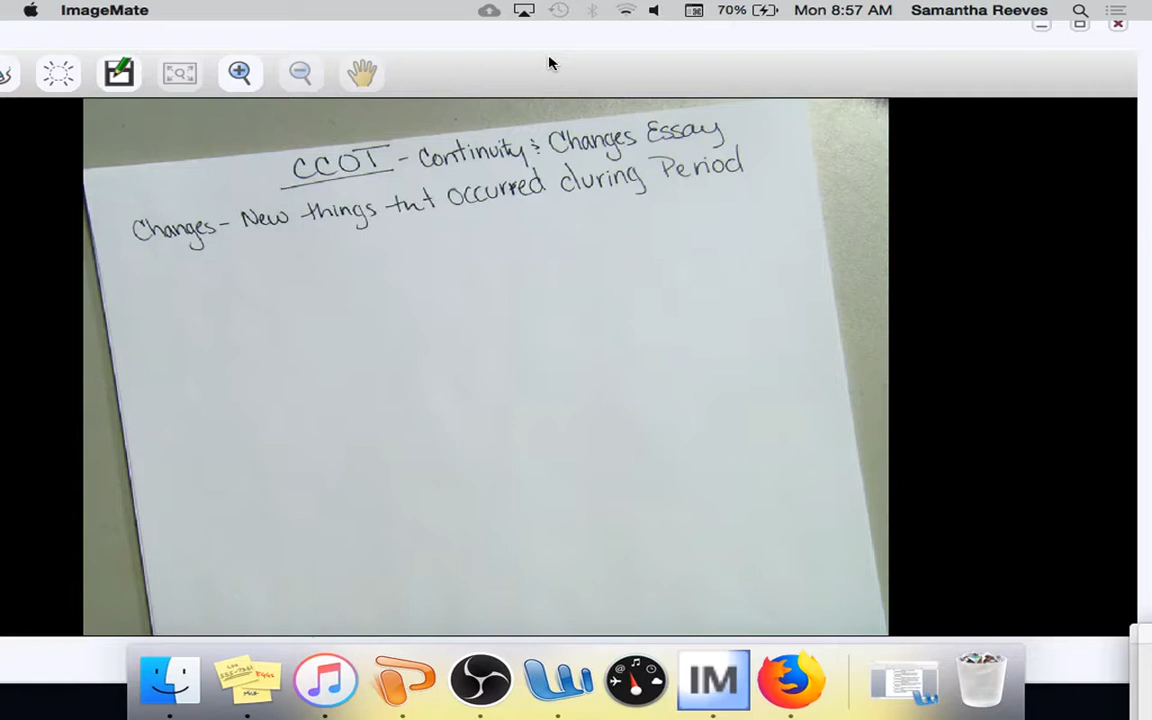 ImageMate
70%
Mon 8:57 AM
Samantha Reeves
CCOT - Continuity & Changes Essay
Changes - New things tht occurred during Period
IM